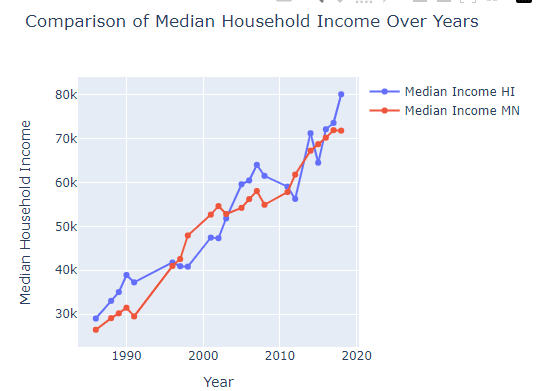 Comparison of Median Household Income Over Years
Median Income HI
Median Income MN
80k
70k
60k
50k
40k
30k
Median Household Income
1990
2000
2010
2020
Year